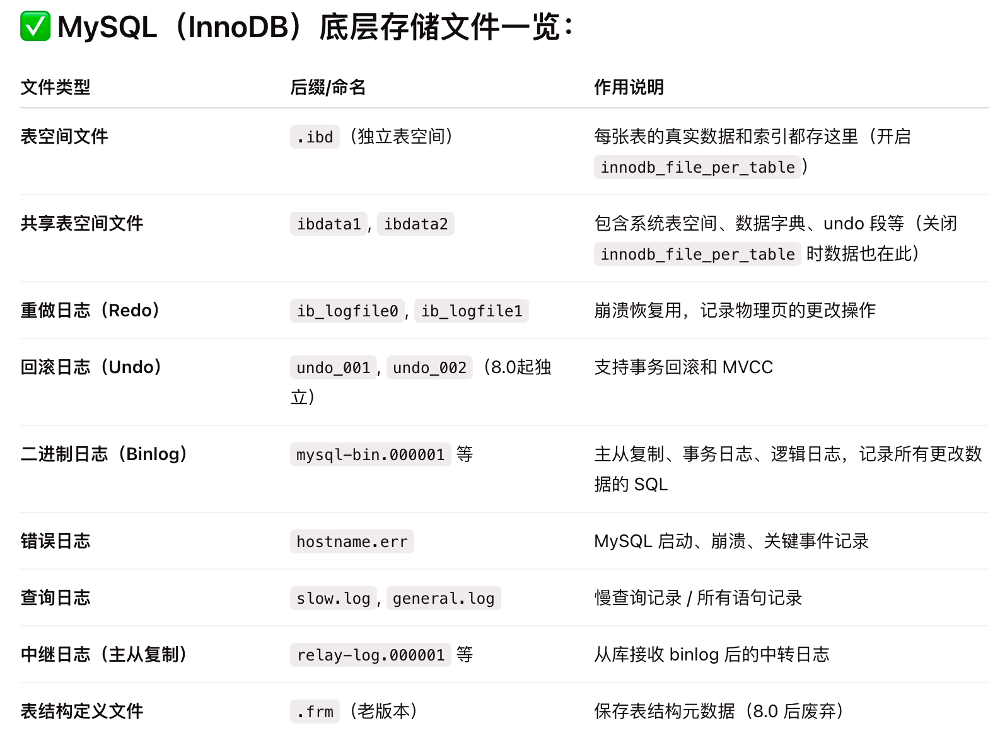 ✅ MySQL（InnoDB）底层存储文件一览：
文件类型 后缀/命名 作用说明
表空间文件 .ibd（独立表空间） 每张表的真实数据和索引都存这里（开启
innodb_file_per_table）
共享表空间文件 ibdata1, ibdata2 包含系统表空间、数据字典、undo 段等（关闭
innodb_file_per_table 时数据也在此）
重做日志（Redo） ib_logfile0, ib_logfile1 崩溃恢复用，记录物理页的更改操作
回滚日志（Undo） undo_001, undo_002（8.0起独 支持事务回滚和 MVCC
立）
二进制日志（Binlog） mysql-bin.000001 等 主从复制、事务日志、逻辑日志，记录所有更改数
据的 SQL
错误日志 hostname.err MySQL 启动、崩溃、关键事件记录
查询日志 slow.log, general.log 慢查询记录 / 所有语句记录
中继日志（主从复制） relay-log.000001 等 从库接收 binlog 后的中转日志
表结构定义文件 .frm（老版本） 保存表结构元数据（8.0 后废弃）